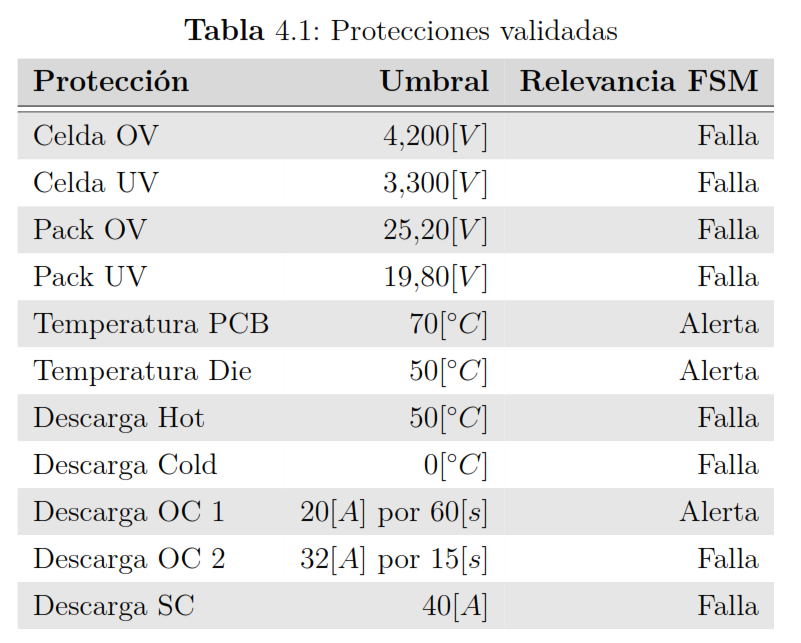 Tabla 4.1: Protecciones validadas
Protección Umbral Relevancia FSM
Celda OV 4,200[V] Falla
Celda UV 3,300[V] Falla
Pack OV 25,20[V] Falla
Pack UV 19,80[V] Falla
Temperatura PCB 70[°C] Alerta
Temperatura Die 50[°C] Alerta
Descarga Hot 50[°C] Falla
Descarga Cold 0[°C] Falla
Descarga OC 1 20[A] por 60[s] Alerta
Descarga OC 2 32[A] por 15[s] Falla
Descarga SC 40[A] Falla